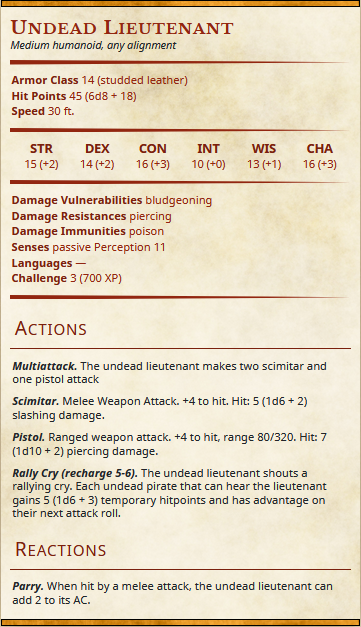 Undead Lieutenant
Medium humanoid, any alignment
Armor Class 14 (studded leather)
Hit Points 45 (6d8 + 18)
Speed 30 ft.
STR DEX CON INT WIS CHA
15 (+2) 14 (+2) 16 (+3) 10 (+0) 13 (+1) 16 (+3)
Damage Vulnerabilities bludgeoning
Damage Resistances piercing
Damage Immunities poison
Senses passive Perception 11
Languages —
Challenge 3 (700 XP)
Actions
Multiattack. The undead lieutenant makes two scimitar and
one pistol attack
Scimitar. Melee Weapon Attack. +4 to hit. Hit: 5 (1d6 + 2)
slashing damage.
Pistol. Ranged weapon attack. +4 to hit, range 80/320. Hit: 7
(1d10 + 2) piercing damage.
Rally Cry (recharge 5-6). The undead lieutenant shouts a
rallying cry. Each undead pirate that can hear the lieutenant
gains 5 (1d6 + 3) temporary hitpoints and has advantage on
their next attack roll.
Reactions
Parry. When hit by a melee attack, the undead lieutenant can
add 2 to its AC.